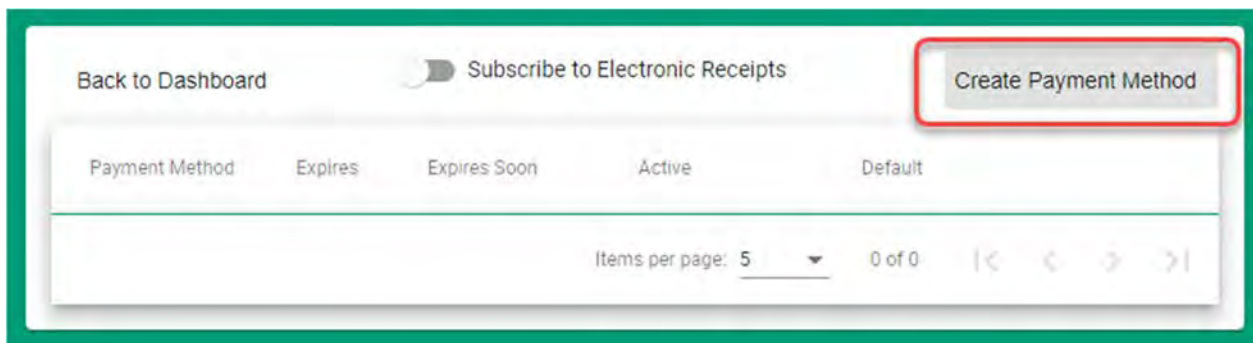 Back to Dashboard
Subscribe to Electronic Receipts
Create Payment Method
Payment Method Expires Expires Soon Active Default
Items per page: 5 0 of 0